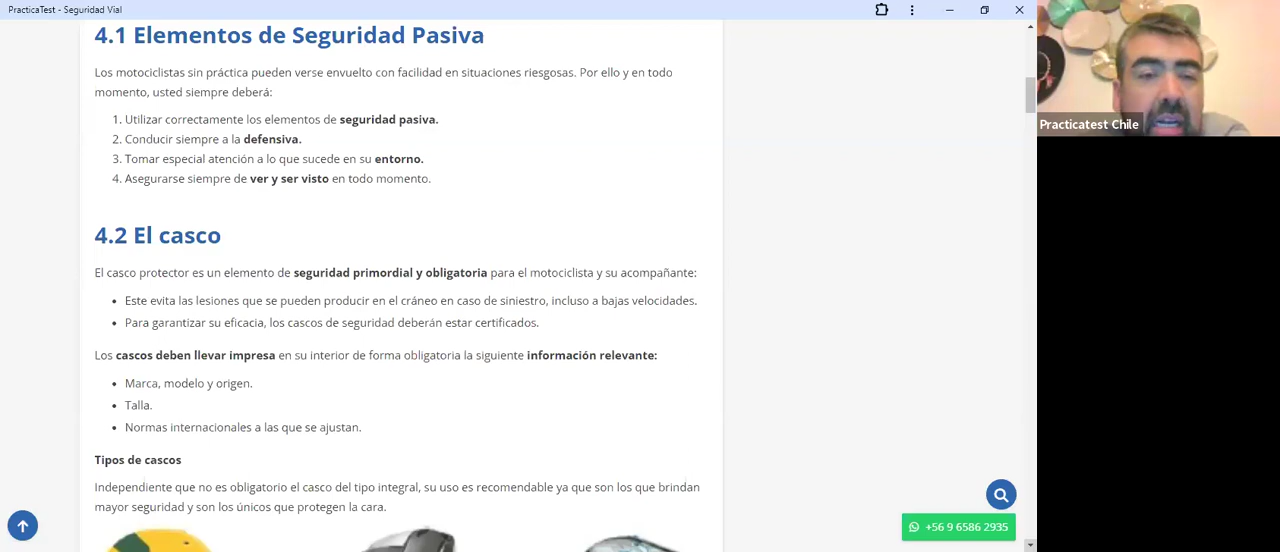 PracticaTest - Seguridad Vial
4.1 Elementos de Seguridad Pasiva
Los motociclistas sin práctica pueden verse envuelto con facilidad en situaciones riesgosas. Por ello y en todo
momento, usted siempre deberá:
1. Utilizar correctamente los elementos de seguridad pasiva.
2. Conducir siempre a la defensiva.
3. Tomar especial atención a lo que sucede en su entorno.
4. Asegurarse siempre de ver y ser visto en todo momento.
4.2 El casco
El casco protector es un elemento de seguridad primordial y obligatoria para el motociclista y su acompañante:
• Este evita las lesiones que se pueden producir en el cráneo en caso de siniestro, incluso a bajas velocidades.
• Para garantizar su eficacia, los cascos de seguridad deberán estar certificados.
Los cascos deben llevar impresa en su interior de forma obligatoria la siguiente información relevante:
• Marca, modelo y origen.
• Talla.
• Normas internacionales a las que se ajustan.
Tipos de cascos
Independiente que no es obligatorio el casco del tipo integral, su uso es recomendable ya que son los que brindan
mayor seguridad y son los únicos que protegen la cara.
+56 9 6586 2935
Practicatest Chile